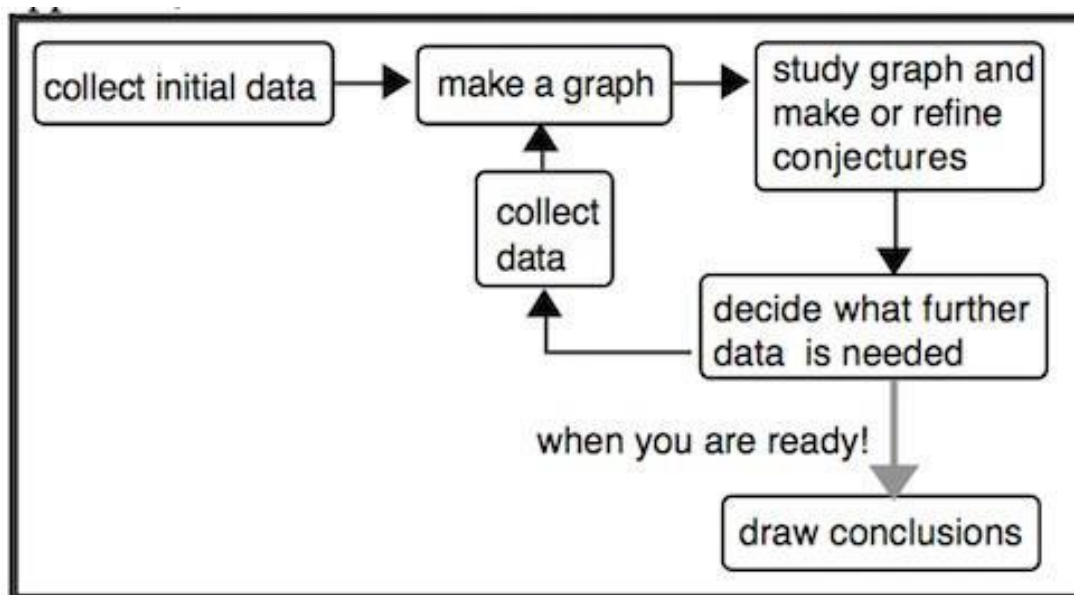 collect initial data
make a graph
study graph and
make or refine
conjectures
collect
data
decide what further
data is needed
when you are ready!
draw conclusions